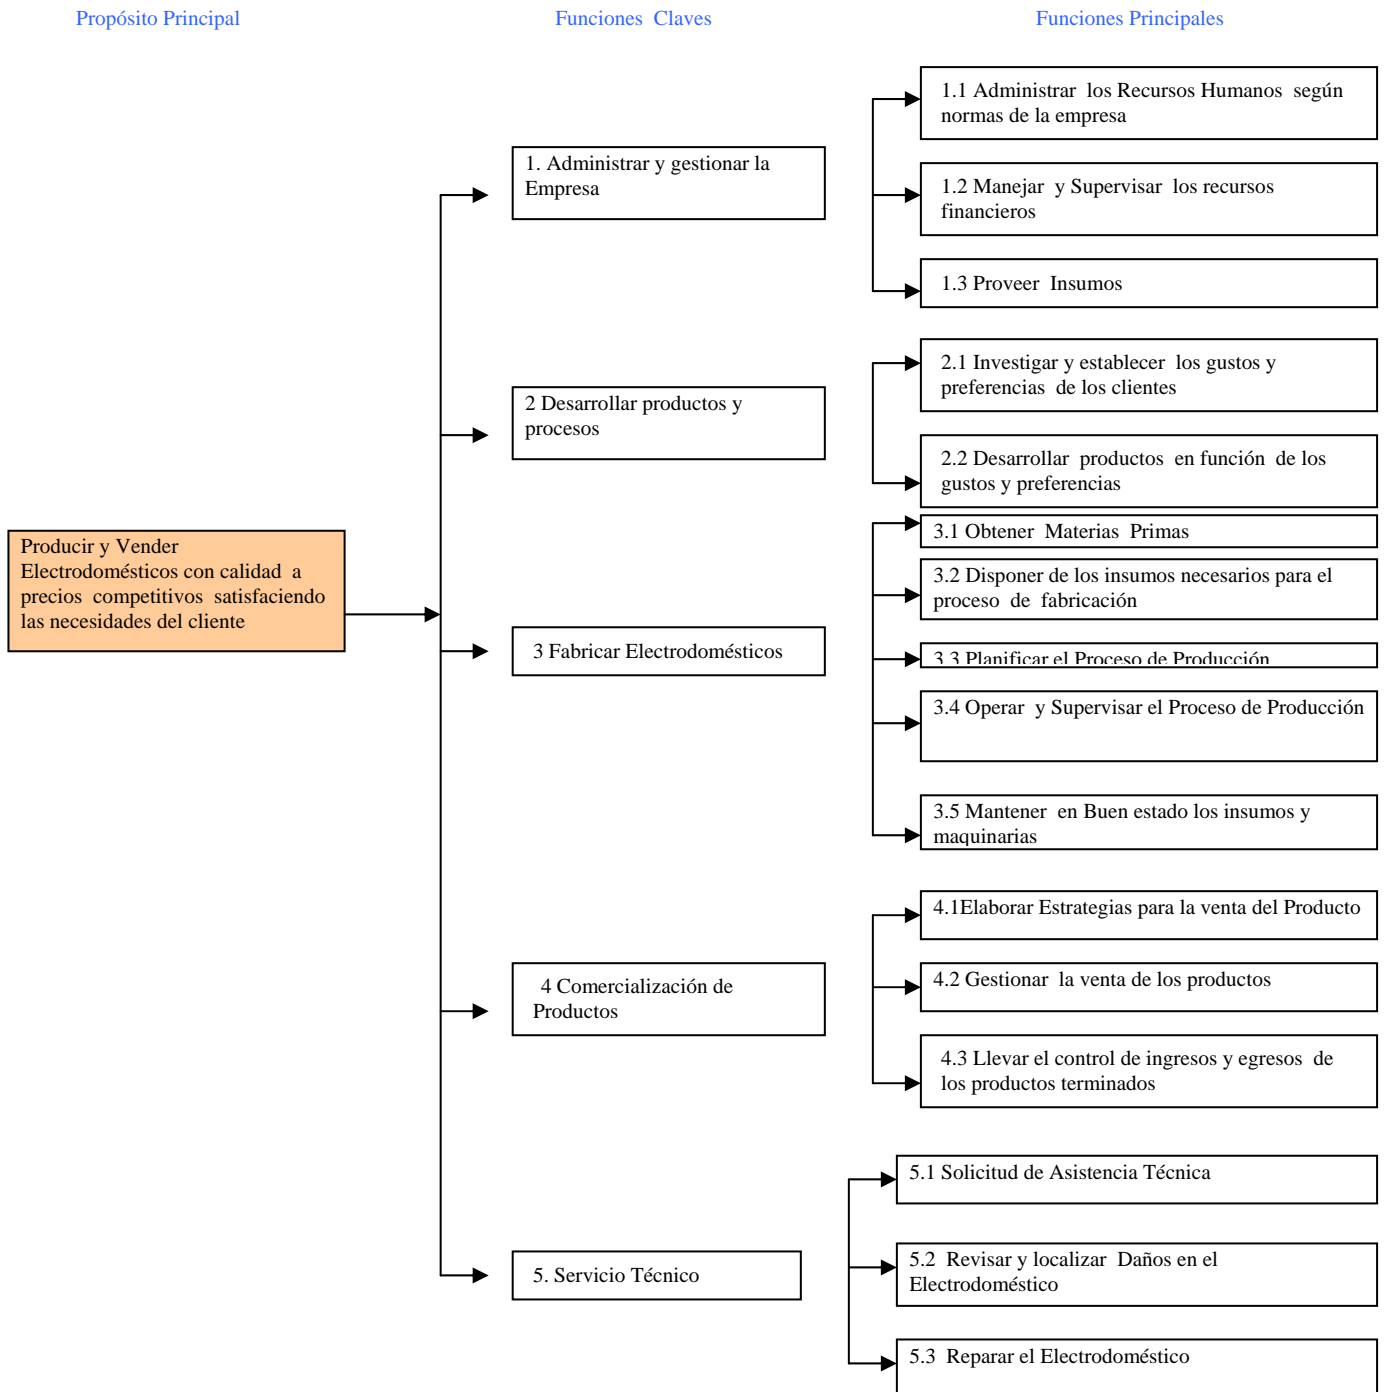 Propósito Principal
Funciones Claves
Funciones Principales
Producir y Vender
Electrodomésticos con calidad a
precios competitivos satisfaciendo
las necesidades del cliente
1. Administrar y gestionar la
Empresa
1.1 Administrar los Recursos Humanos según
normas de la empresa
1.2 Manejar y Supervisar los recursos
financieros
1.3 Proveer Insumos
2 Desarrollar productos y
procesos
2.1 Investigar y establecer los gustos y
preferencias de los clientes
2.2 Desarrollar productos en función de los
gustos y preferencias
3 Fabricar Electrodomésticos
3.1 Obtener Materias Primas
3.2 Disponer de los insumos necesarios para el
proceso de fabricación
3.3 Planificar el Proceso de Producción
3.4 Operar y Supervisar el Proceso de Producción
3.5 Mantener en Buen estado los insumos y
maquinarias
4 Comercialización de
Productos
4.1Elaborar Estrategias para la venta del Producto
4.2 Gestionar la venta de los productos
4.3 Llevar el control de ingresos y egresos de
los productos terminados
5. Servicio Técnico
5.1 Solicitud de Asistencia Técnica
5.2 Revisar y localizar Daños en el
Electrodoméstico
5.3 Reparar el Electrodoméstico